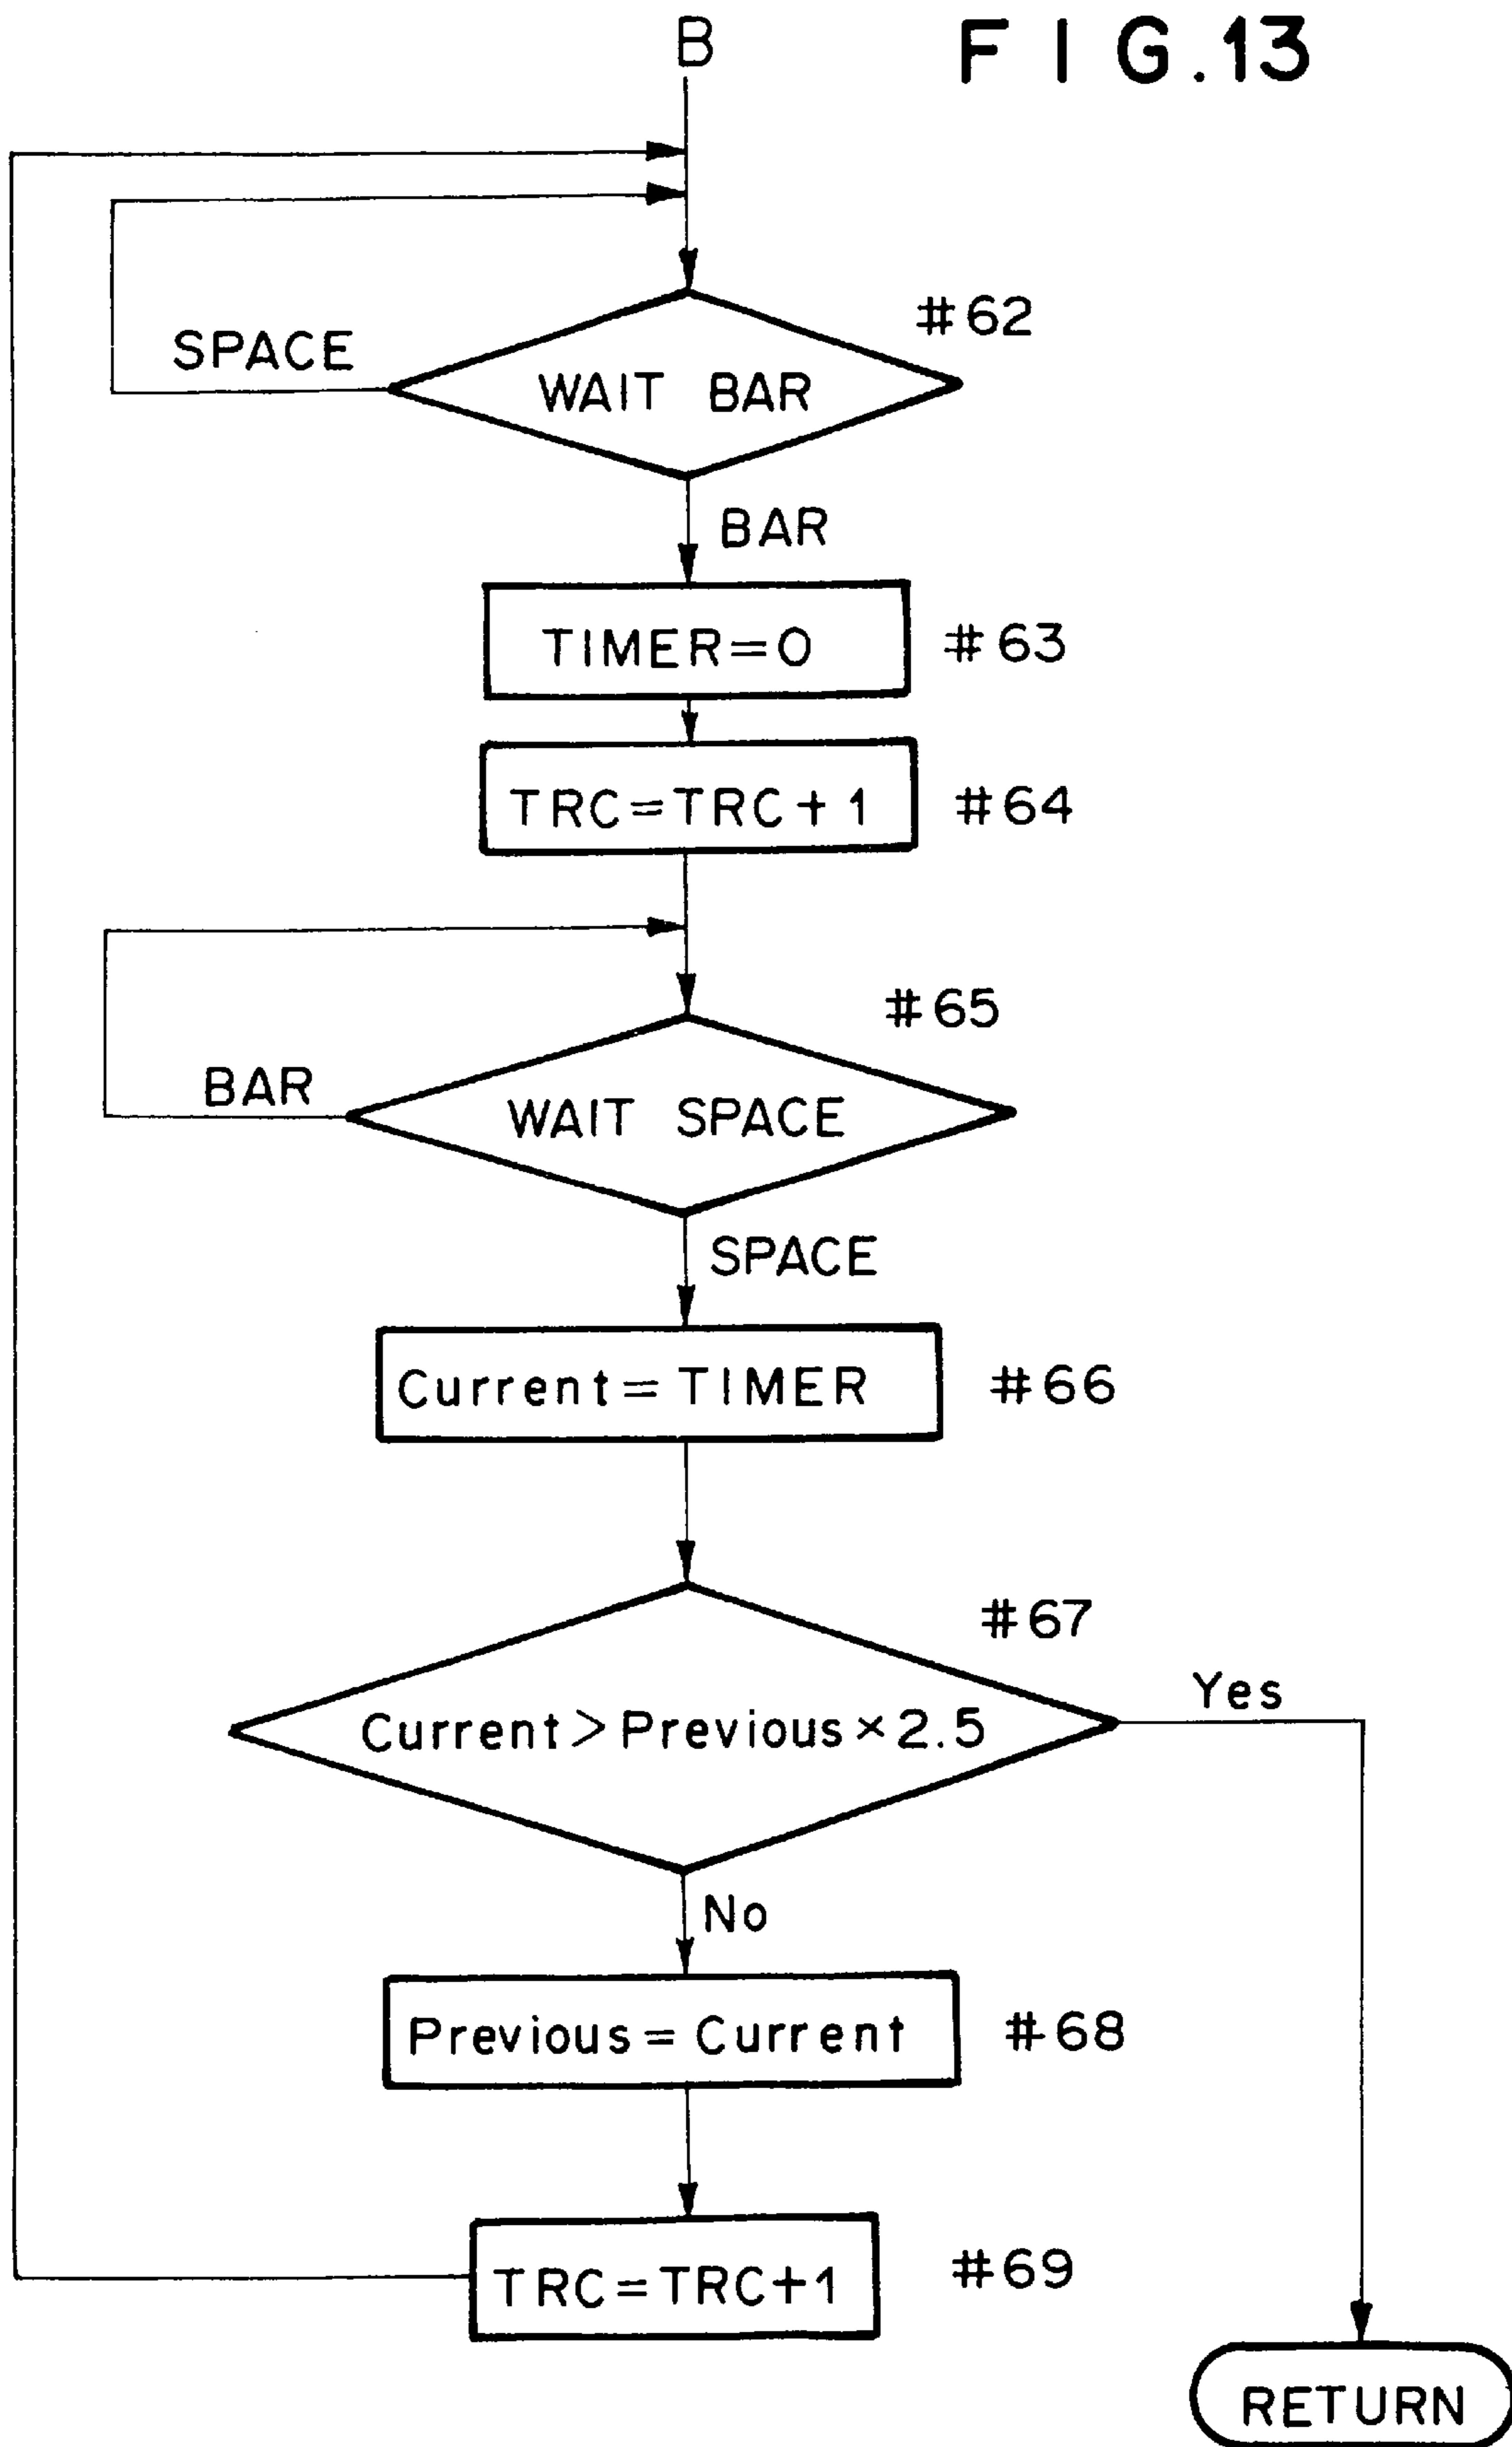 B
FIG.13
SPACE
#62
WAIT BAR
BAR
TIMER=0
#63
TRC=TRC+1
#64
#65
BAR
WAIT SPACE
SPACE
Current=TIMER
#66
#67
Yes
Current>Previous×2.5
No
Previous=Current
#68
TRC=TRC+1
#69
RETURN